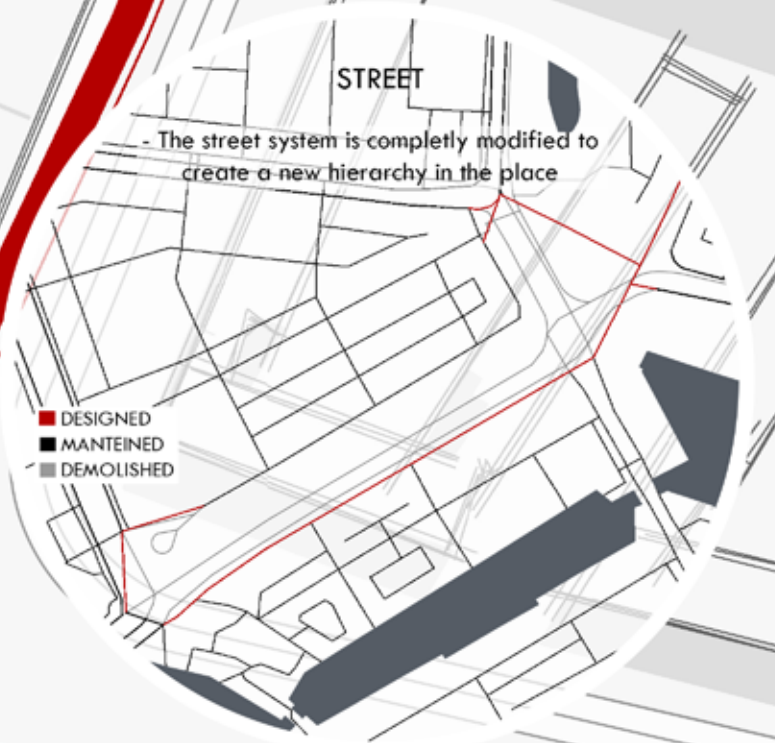 STREET
- The street system is completly modified to
create a new hierarchy in the place
DESIGNED
MANTEINED
DEMOLISHED